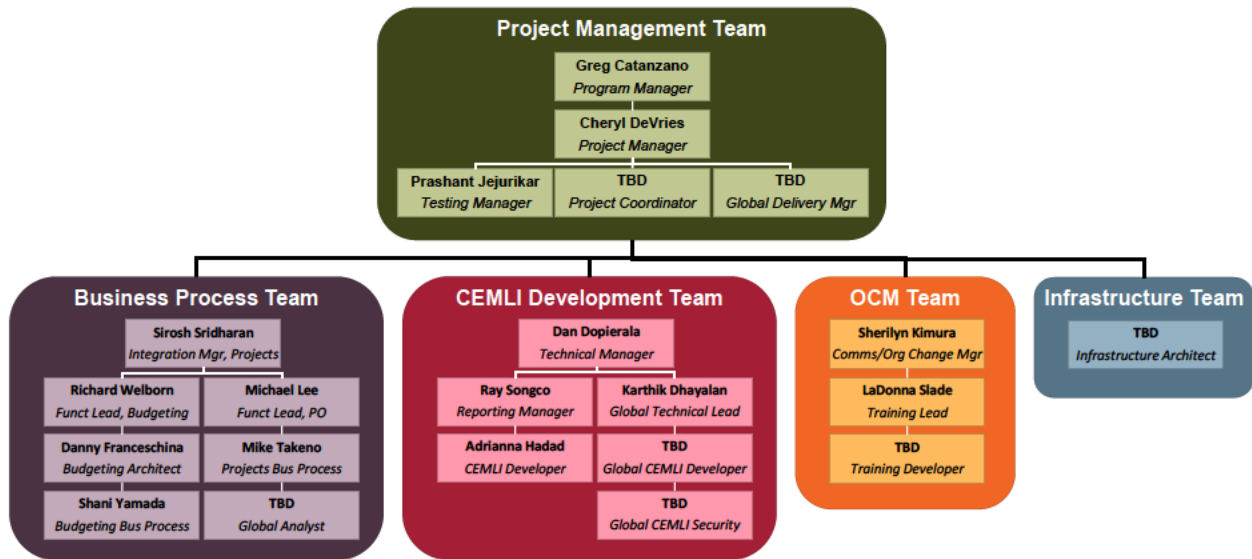 Project Management Team
Greg Catanzano
Program Manager
Cheryl DeVries
Project Manager
Prashant Jejurikar
Testing Manager
TBD
Project Coordinator
TBD
Global Delivery Mgr
Business Process Team
Sirosh Sridharan
Integration Mgr, Projects
Richard Welborn
Funct Lead, Budgeting
Michael Lee
Funct Lead, PO
Danny Franceschina
Budgeting Architect
Mike Takeno
Projects Bus Process
Shani Yamada
Budgeting Bus Process
TBD
Global Analyst
CEMLI Development Team
Dan Dopierala
Technical Manager
Ray Songco
Reporting Manager
Karthik Dhayalan
Global Technical Lead
Adrianna Hadad
CEMLI Developer
TBD
Global CEMLI Developer
TBD
Global CEMLI Security
OCM Team
Sherilyn Kimura
Comms/Org Change Mgr
LaDonna Slade
Training Lead
TBD
Training Developer
Infrastructure Team
TBD
Infrastructure Architect